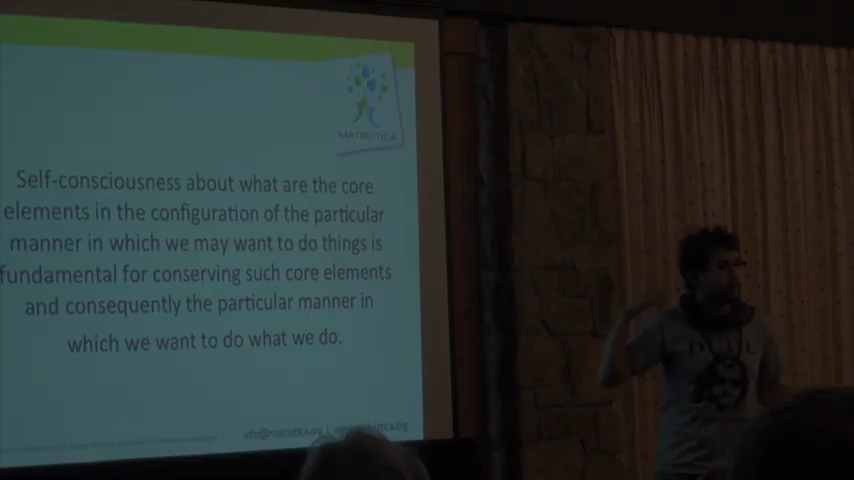 MATRIZTICA
Self-consciousness about what are the core
elements in the configuration of the particular
manner in which we may want to do things is
fundamental for conserving such core elements
and consequently the particular manner in
which we want to do what we do.
info@matriztica.org |